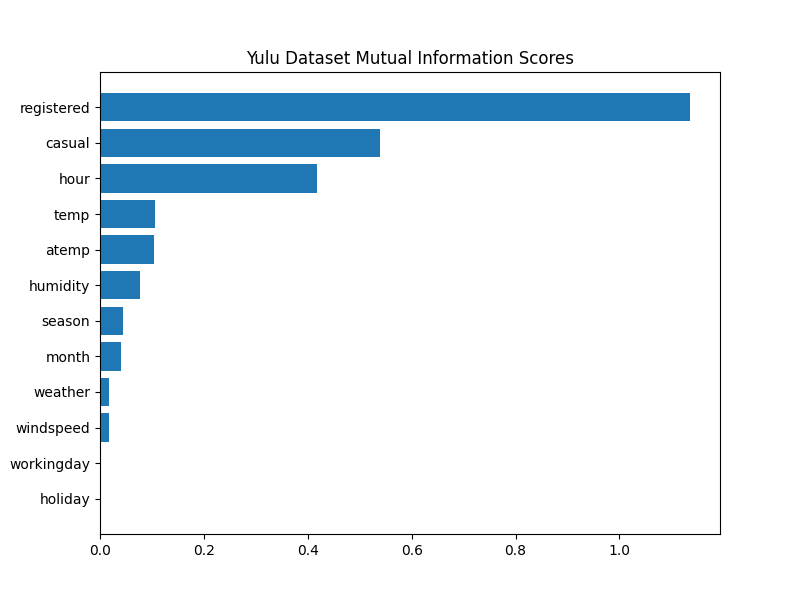 Yulu Dataset Mutual Information Scores
registered
casual
hour
temp
atemp
humidity
season
month
weather
windspeed
workingday
holiday
0.0 0.2 0.4 0.6 0.8 1.0